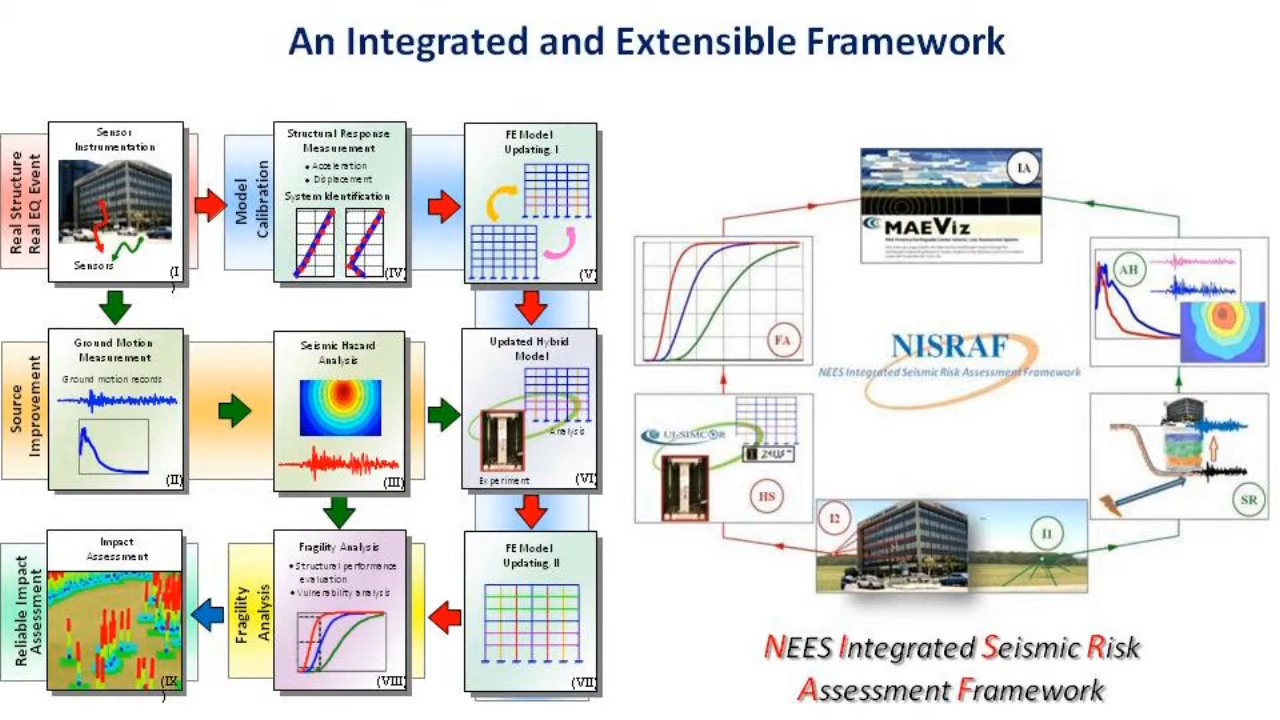 An Integrated and Extensible Framework
Real Structure
Real EQ Event
Sensor
Instrumentation
Sensors
(I
)
Model
Calibration
Structural Response
Measurement
• Acceleration
• Displacement
System Identification
(IV)
FE Model
Updating, I
(V)
Source
Improvement
Ground Motion
Measurement
Ground motion records
(II)
Seismic Hazard
Analysis
(III)
Updated Hybrid
Model
Analysis
Experiment
(VI)
Reliable Impact
Assessment
Impact
Assessment
(IX
)
Fragility
Analysis
Fragility Analysis
• Structural performance
evaluation
• Vulnerability analysis
(VIII)
FE Model
Updating, II
(VII)
IA
MAEViz
FA
AH
NISRAF
NEES Integrated Seismic Risk Assessment Framework
UI-SIMCOR
HS
SR
I2
I1
NEES Integrated Seismic Risk
Assessment Framework